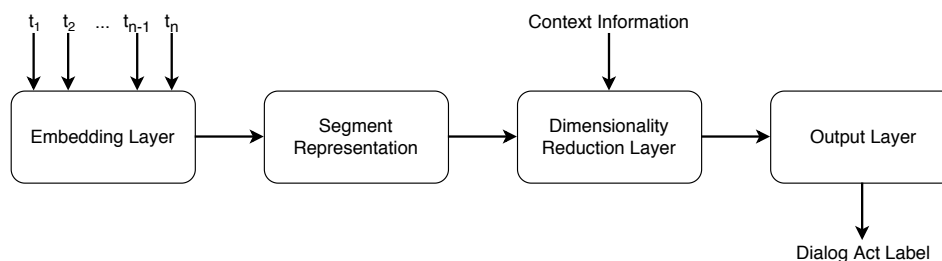 t1 t2 ... tn-1 tn
Context Information
Embedding Layer
Segment
Representation
Dimensionality
Reduction Layer
Output Layer
Dialog Act Label